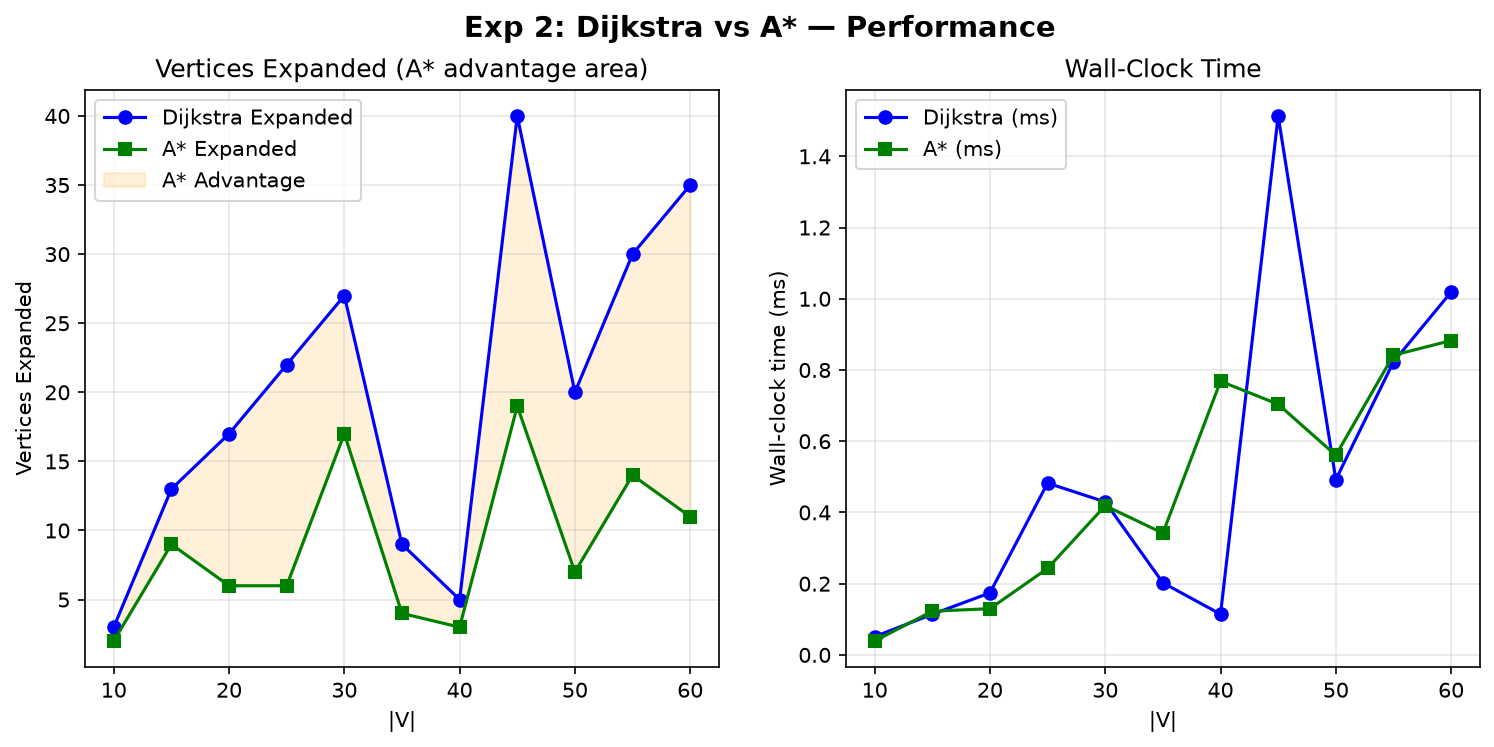 Exp 2: Dijkstra vs A* — Performance
Vertices Expanded (A* advantage area)
Dijkstra Expanded
A* Expanded
A* Advantage
Vertices Expanded
40
35
30
25
20
15
10
5
10 20 30 40 50 60
|V|
Wall-Clock Time
Dijkstra (ms)
A* (ms)
Wall-clock time (ms)
1.4
1.2
1.0
0.8
0.6
0.4
0.2
0.0
10 20 30 40 50 60
|V|